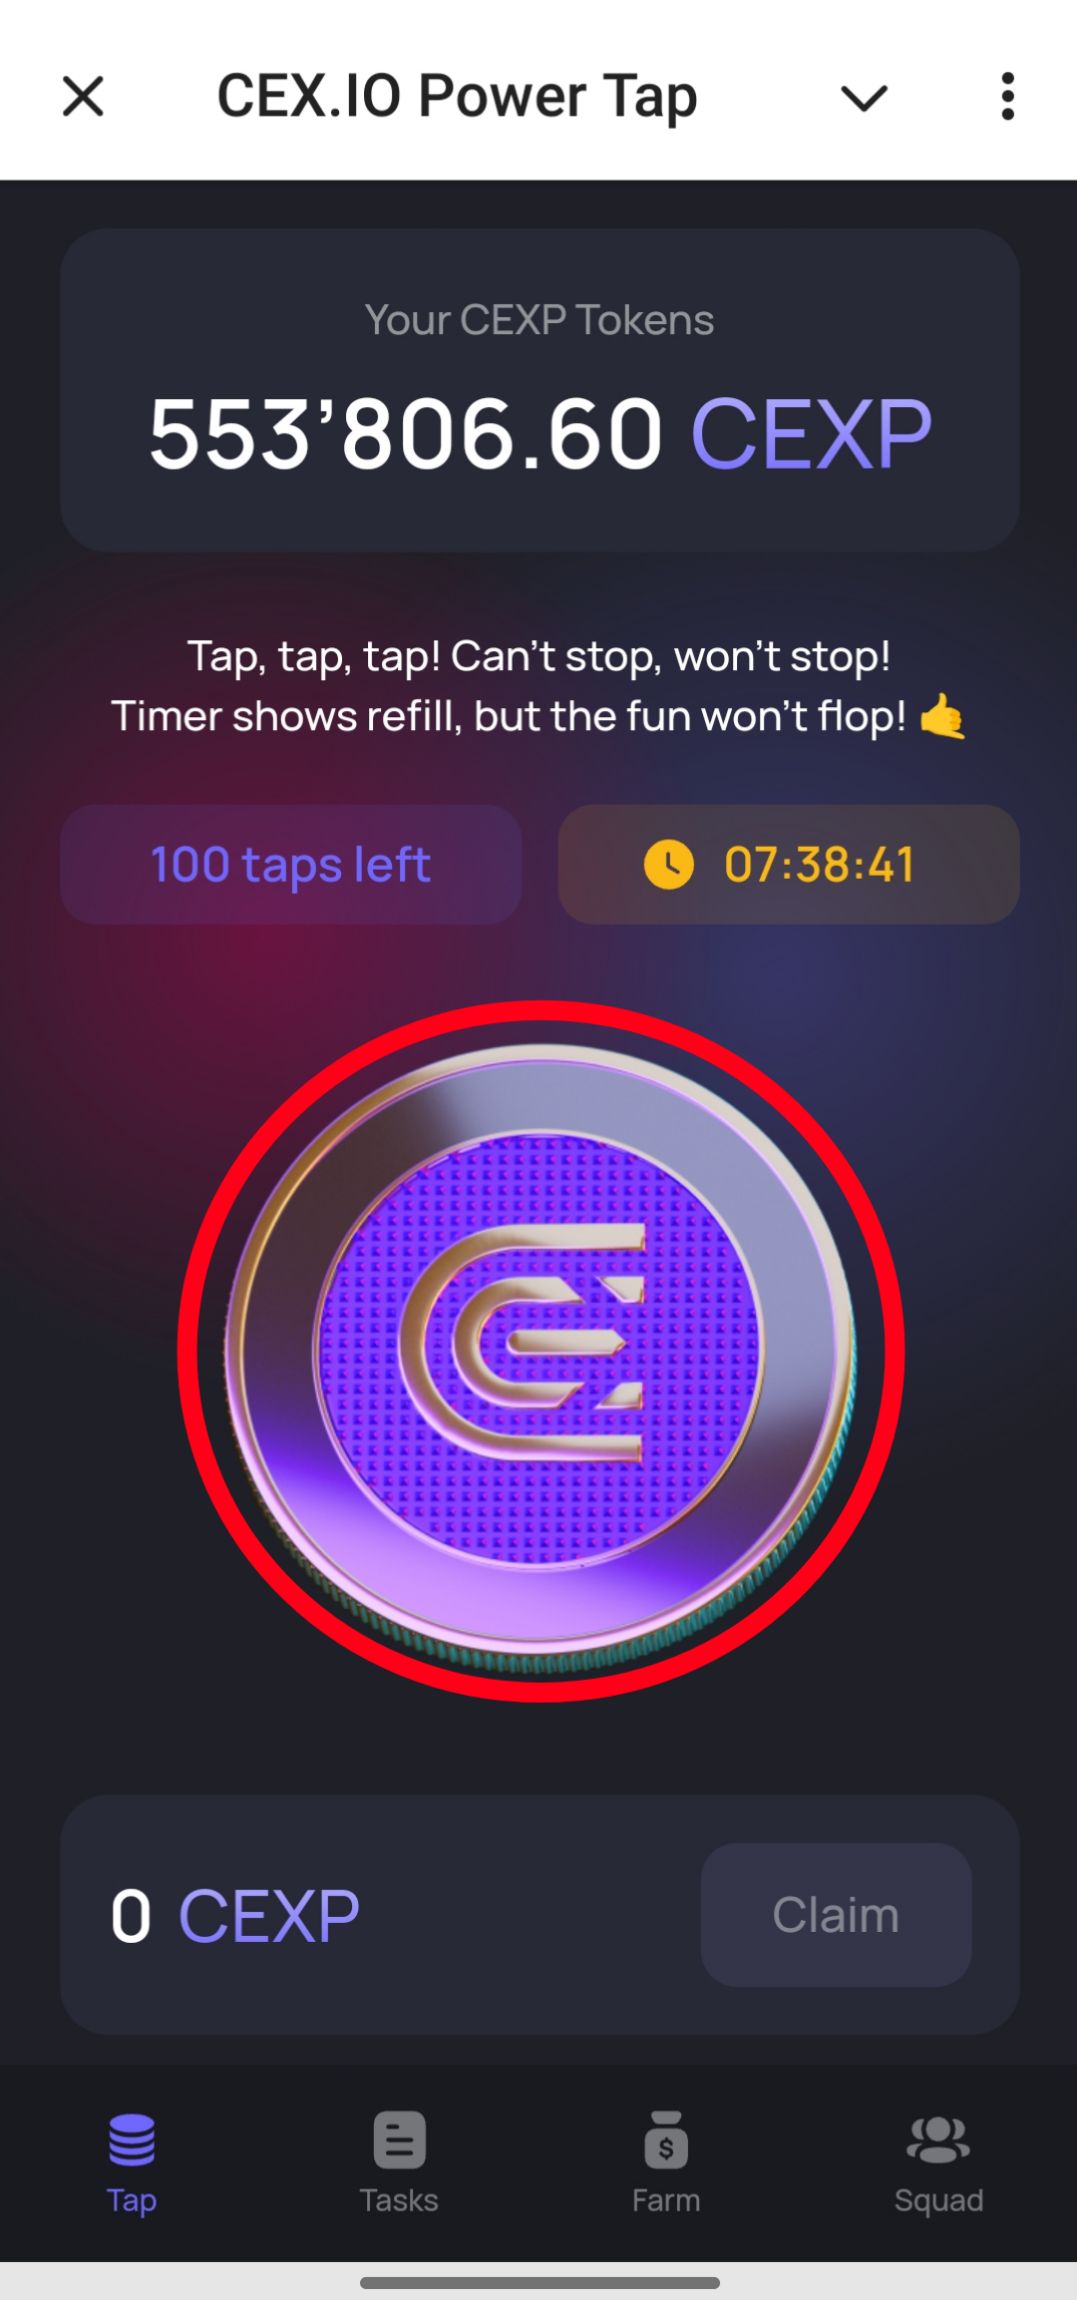 CEX.IO Power Tap
Your CEXP Tokens
553’806.60 CEXP
Tap, tap, tap! Can’t stop, won’t stop!
Timer shows refill, but the fun won’t flop! 🤙
100 taps left
07:38:41
0 CEXP
Claim
Tap
Tasks
Farm
Squad